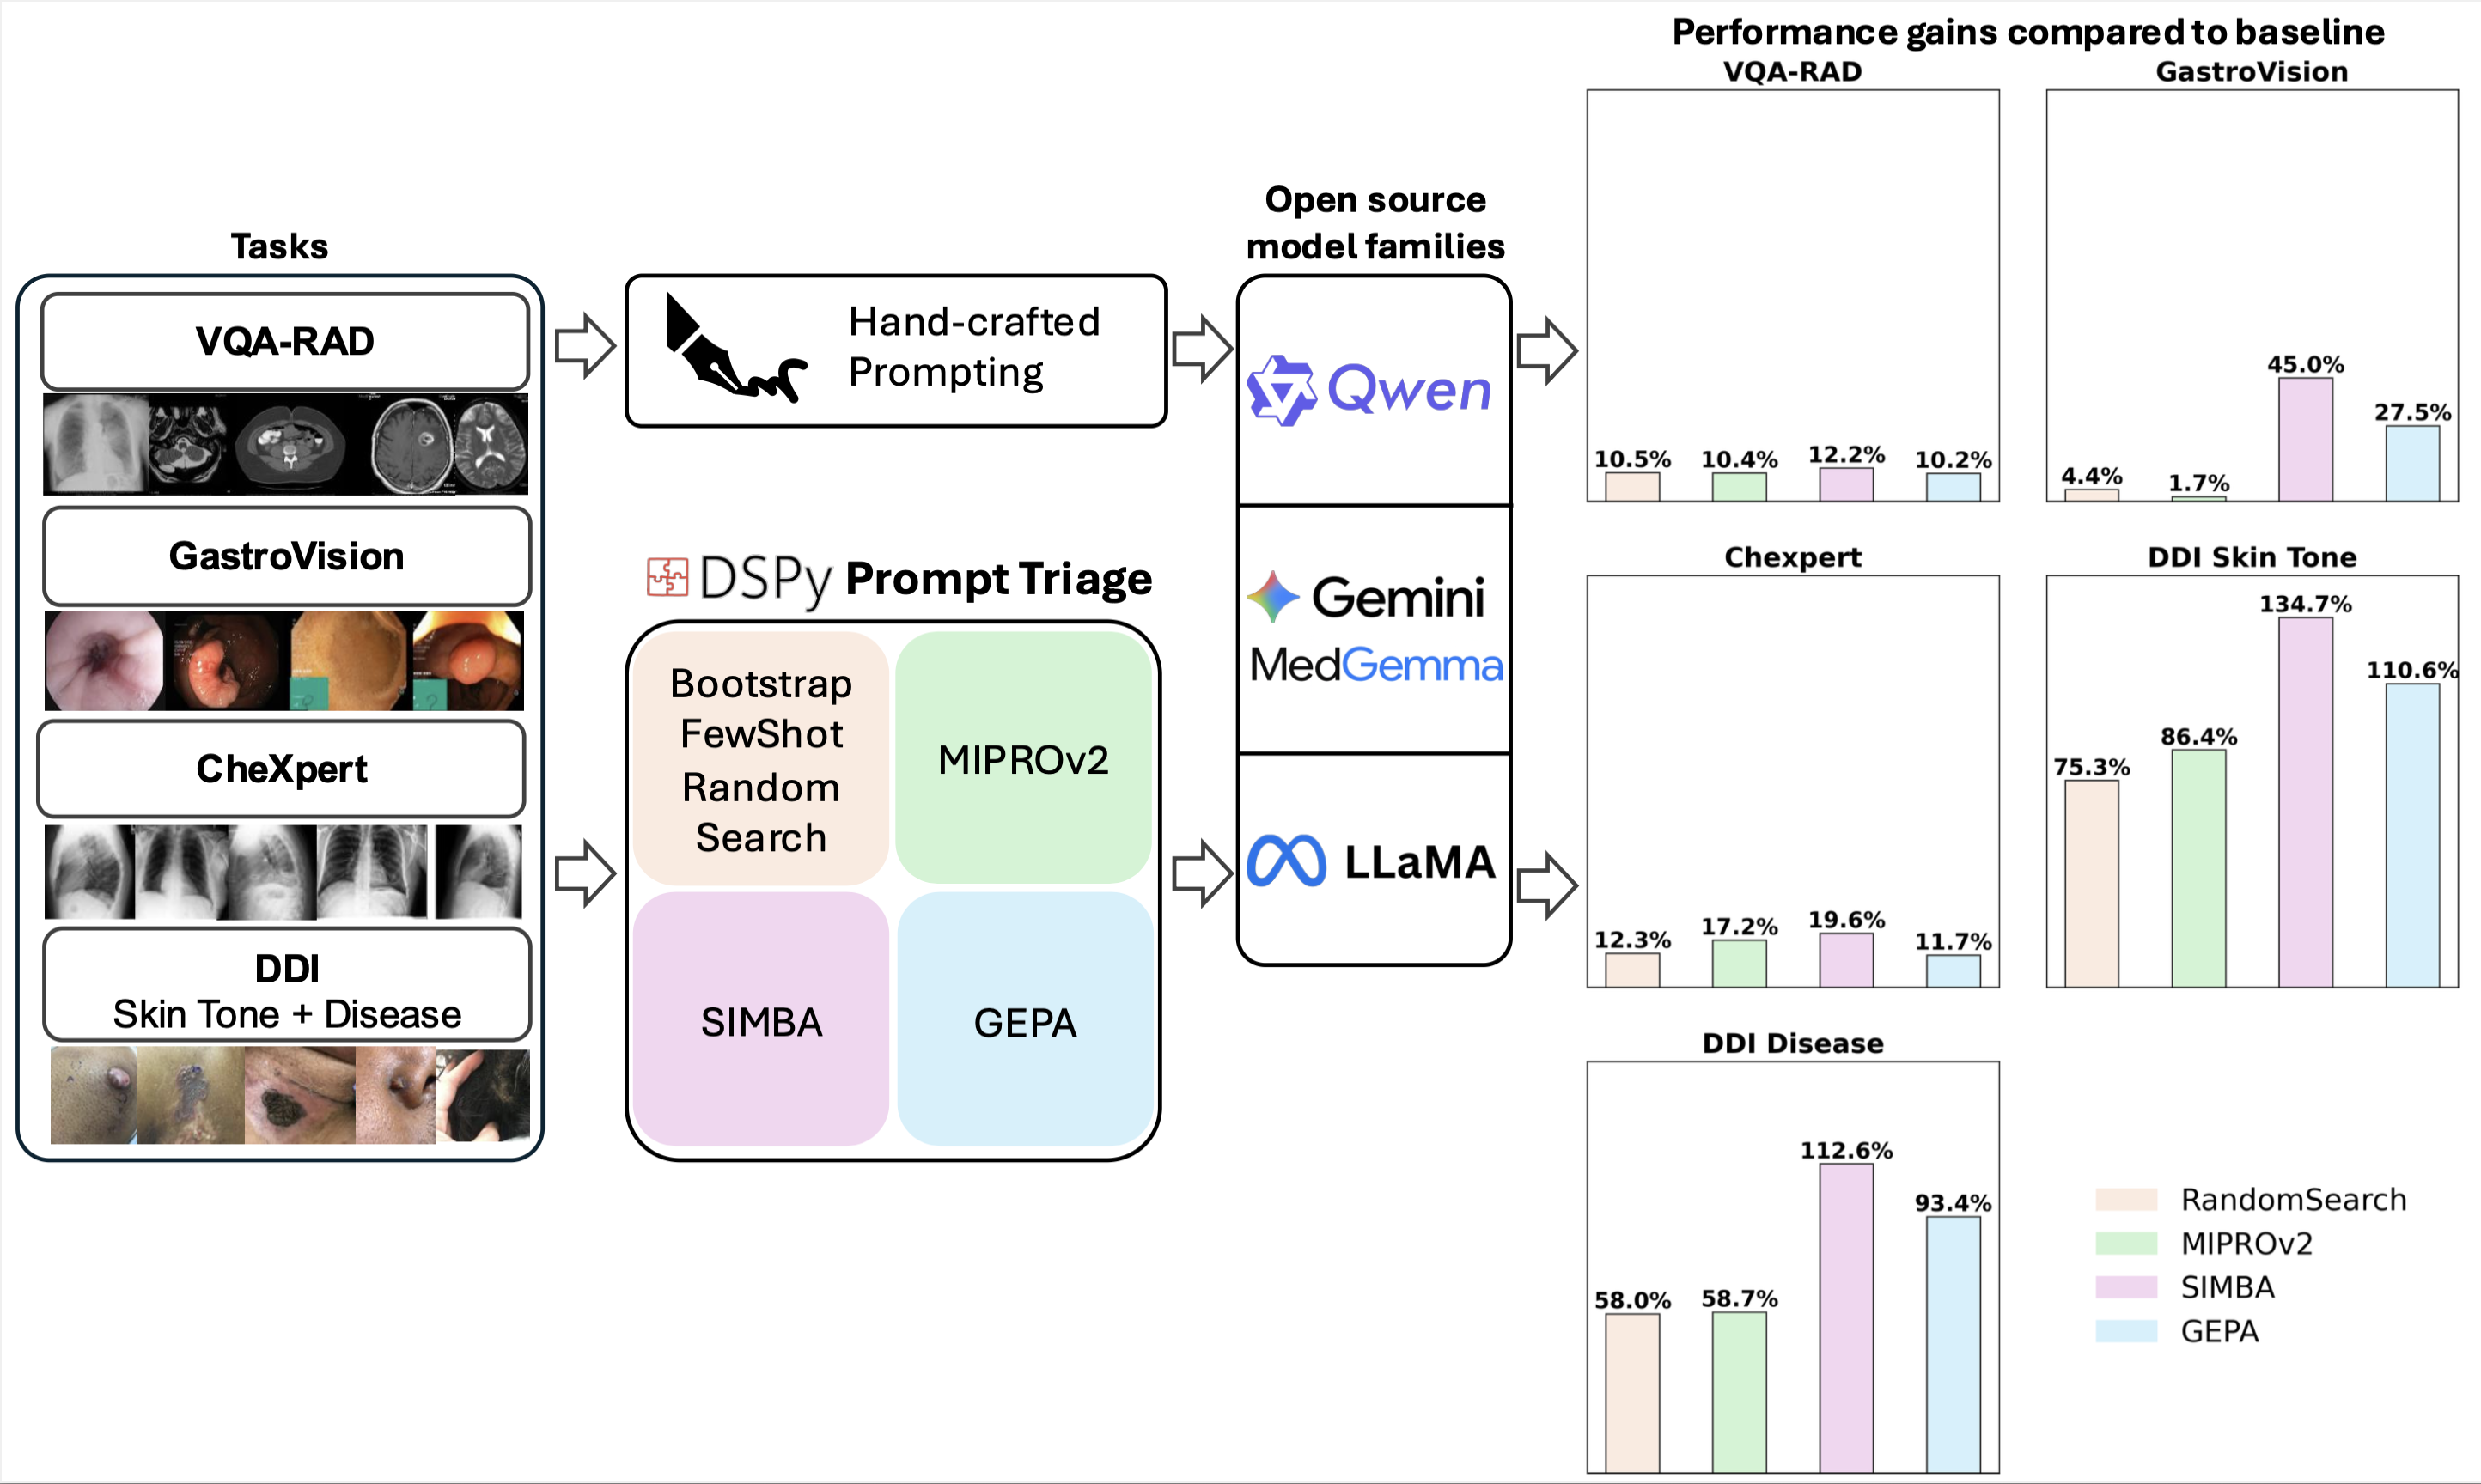 Tasks
VQA-RAD
GastroVision
CheXpert
DDI
Skin Tone + Disease
Hand-crafted
Prompting
DSPy Prompt Triage
Bootstrap
FewShot
Random
Search
MIPROv2
SIMBA
GEPA
Open source
model families
Qwen
Gemini
MedGemma
LLaMA
Performance gains compared to baseline
VQA-RAD
10.5%
10.4%
12.2%
10.2%
GastroVision
4.4%
1.7%
45.0%
27.5%
Chexpert
12.3%
17.2%
19.6%
11.7%
DDI Skin Tone
75.3%
86.4%
134.7%
110.6%
DDI Disease
58.0%
58.7%
112.6%
93.4%
RandomSearch
MIPROv2
SIMBA
GEPA